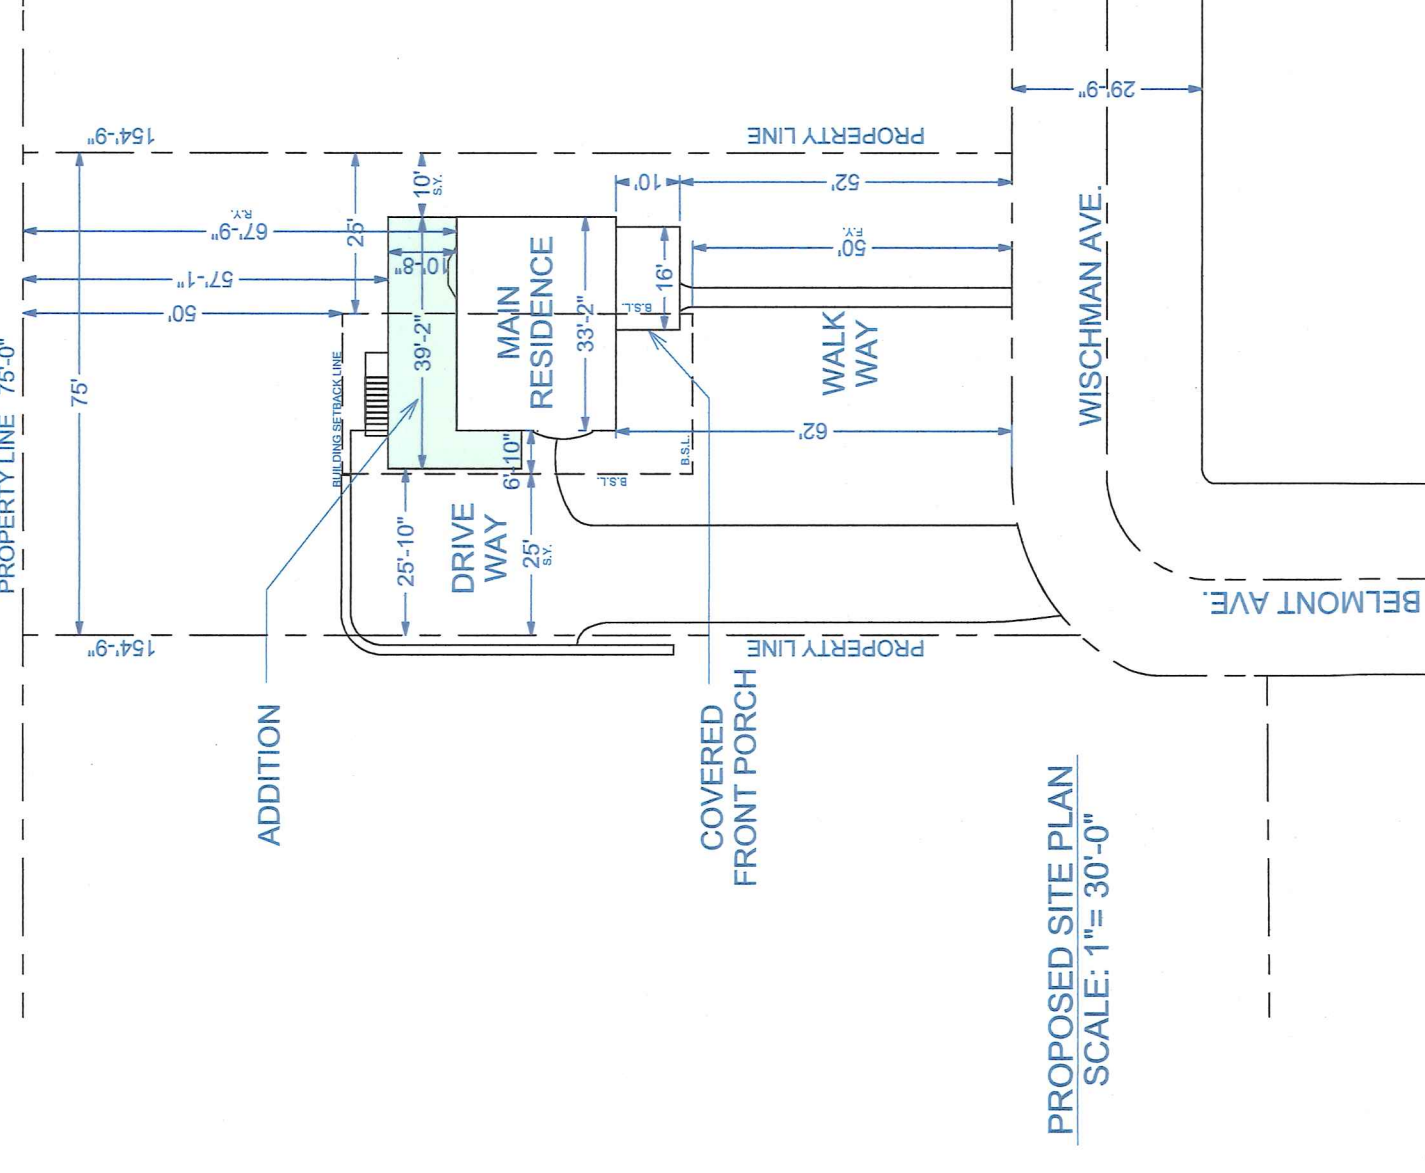 PROPERTY LINE 75'-0"
154'-9"
PROPERTY LINE
29'-9"
75'
25'
10'
S.Y.
10'
52'
67'-9"
R.Y.
57'-1"
50'
10'-8"
39'-2"
MAIN
RESIDENCE
33'-2"
16'
B.S.L.
50'
F.Y.
WALK
WAY
WISCHMAN AVE.
BUILDING SETBACK LINE
62'
6'-10"
B.S.L.
B.S.L.
25'-10"
DRIVE
WAY
25'
S.Y.
BELMONT AVE.
154'-9"
PROPERTY LINE
ADDITION
COVERED
FRONT PORCH
PROPOSED SITE PLAN
SCALE: 1"= 30'-0"